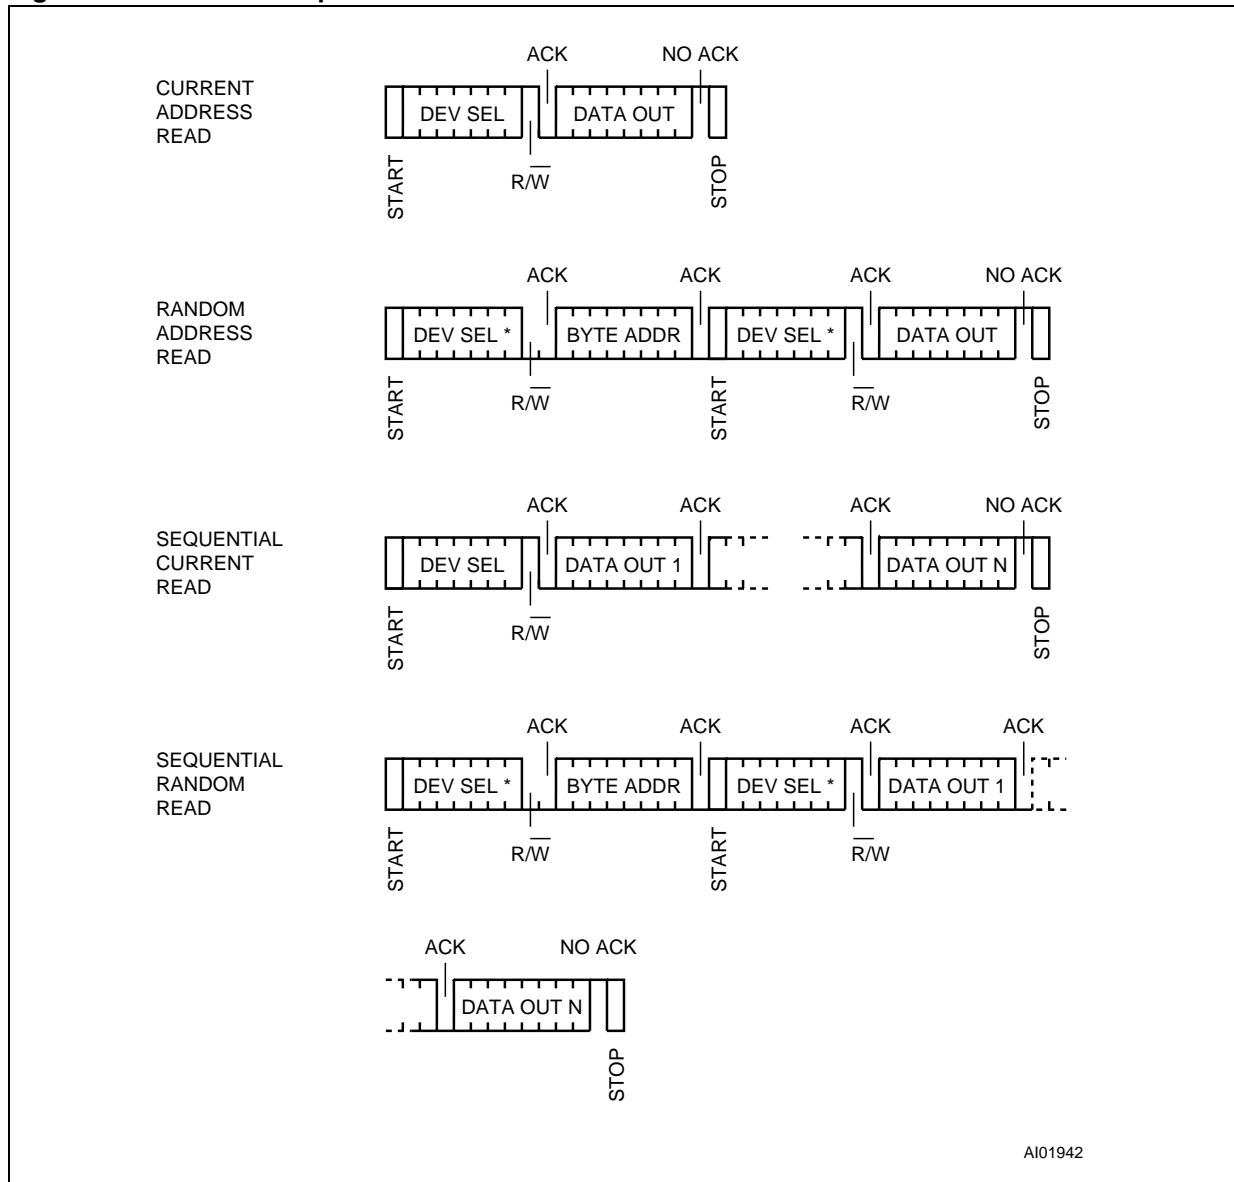 ACK NO ACK
CURRENT
ADDRESS
READ
DEV SEL DATA OUT
START R/W STOP
ACK ACK ACK NO ACK
RANDOM
ADDRESS
READ
DEV SEL * BYTE ADDR DEV SEL * DATA OUT
START R/W START R/W STOP
ACK ACK ACK NO ACK
SEQUENTIAL
CURRENT
READ
DEV SEL DATA OUT 1 DATA OUT N
START R/W STOP
ACK ACK ACK ACK
SEQUENTIAL
RANDOM
READ
DEV SEL * BYTE ADDR DEV SEL * DATA OUT 1
START R/W START R/W
ACK NO ACK
DATA OUT N
STOP
AI01942